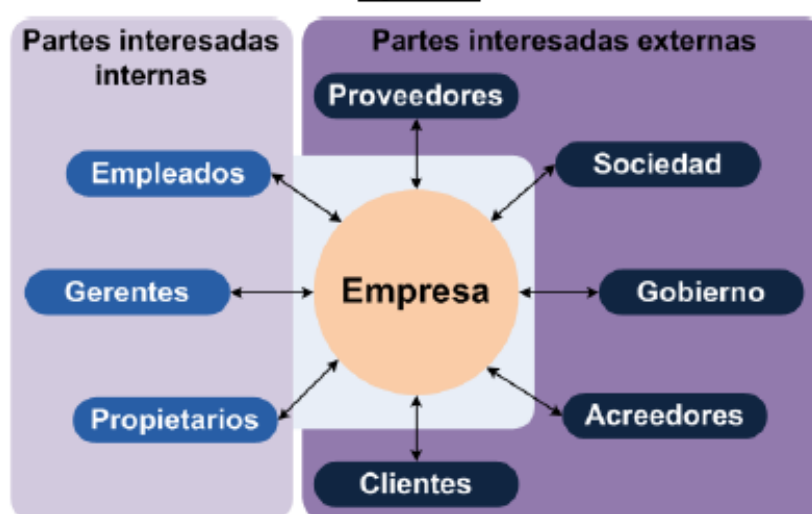 Partes interesadas
internas
Partes interesadas externas
Proveedores
Empleados
Sociedad
Gerentes
Empresa
Gobierno
Propietarios
Acreedores
Clientes